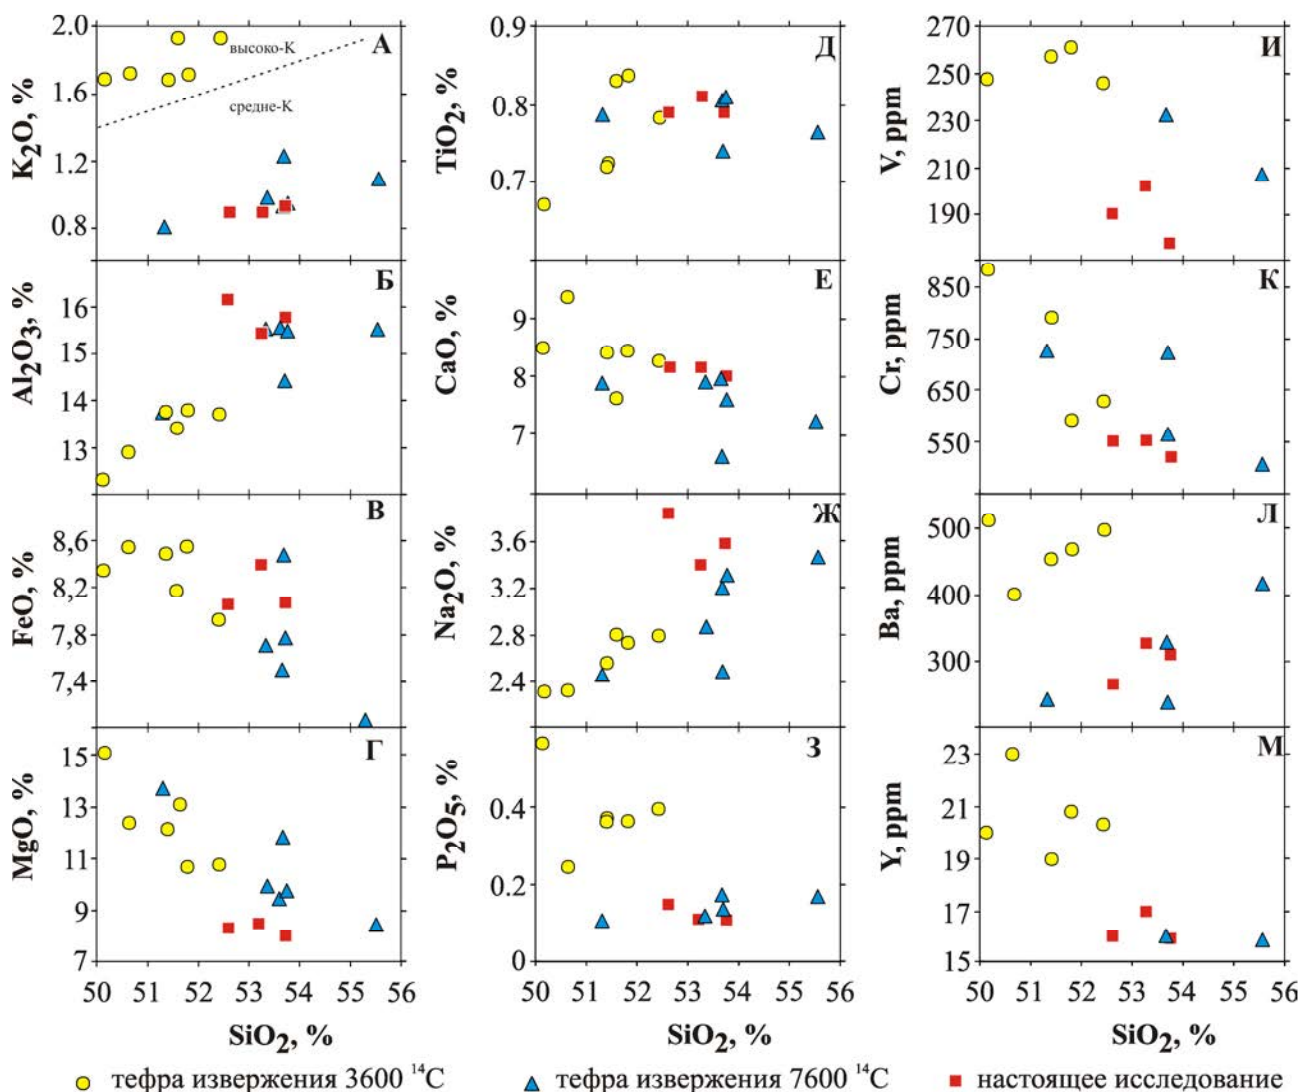 2.0
1.6
1.2
0.8
K₂O, %
А
высоко-К
средне-К
0.9
0.8
0.7
TiO₂, %
Д
270
250
230
210
190
V, ppm
И
16
15
14
13
Al₂O₃, %
Б
9
8
7
CaO, %
Е
850
750
650
550
Cr, ppm
К
8,6
8,2
7,8
7,4
FeO, %
В
3.6
3.2
2.8
2.4
Na₂O, %
Ж
500
400
300
Ba, ppm
Л
15
13
11
9
7
MgO, %
Г
0.4
0.2
0
P₂O₅, %
З
23
21
19
17
15
Y, ppm
М
50 51 52 53 54 55 56
50 51 52 53 54 55 56
50 51 52 53 54 55 56
SiO₂, %
SiO₂, %
SiO₂, %
тефра извержения 3600 ¹⁴C
тефра извержения 7600 ¹⁴C
настоящее исследование